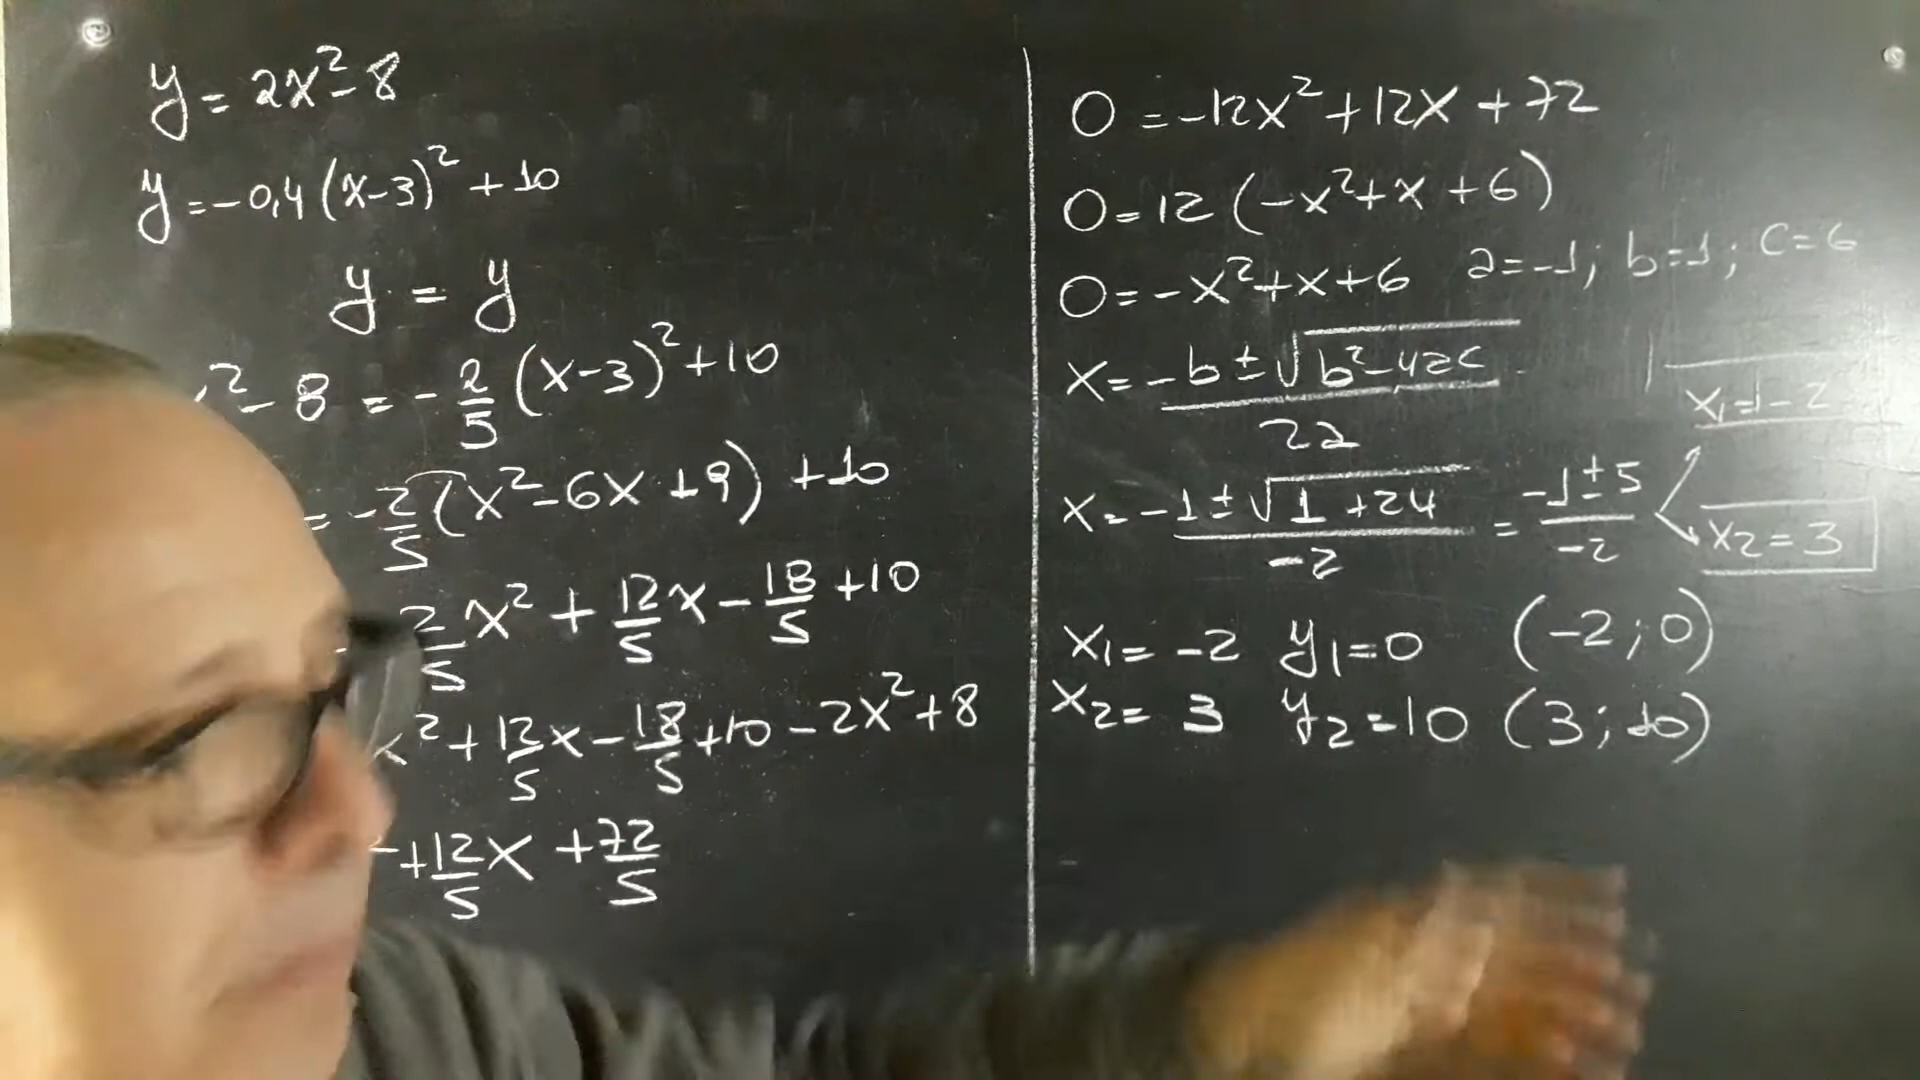 y = 2x² - 8
y = -0,4 (x-3)² + 10
y = y
² - 8 = - 2/5 (x-3)² + 10
= - 2/5 (x² - 6x + 9) + 10
2/5 x² + 12/5 x - 18/5 + 10
x² + 12/5 x - 18/5 + 10 - 2x² + 8
+ 12/5 x + 72/5
0 = -12x² + 12x + 72
0 = 12 (-x² + x + 6)
0 = -x² + x + 6 a = -1; b = 1; c = 6
x = -b ± √b² - 4ac / 2a
x = -1 ± √1 + 24 / -2 = -1 ± 5 / -2
x₁ = -2
x₂ = 3
x₁ = -2 y₁ = 0 (-2; 0)
x₂ = 3 y₂ = 10 (3; 10)